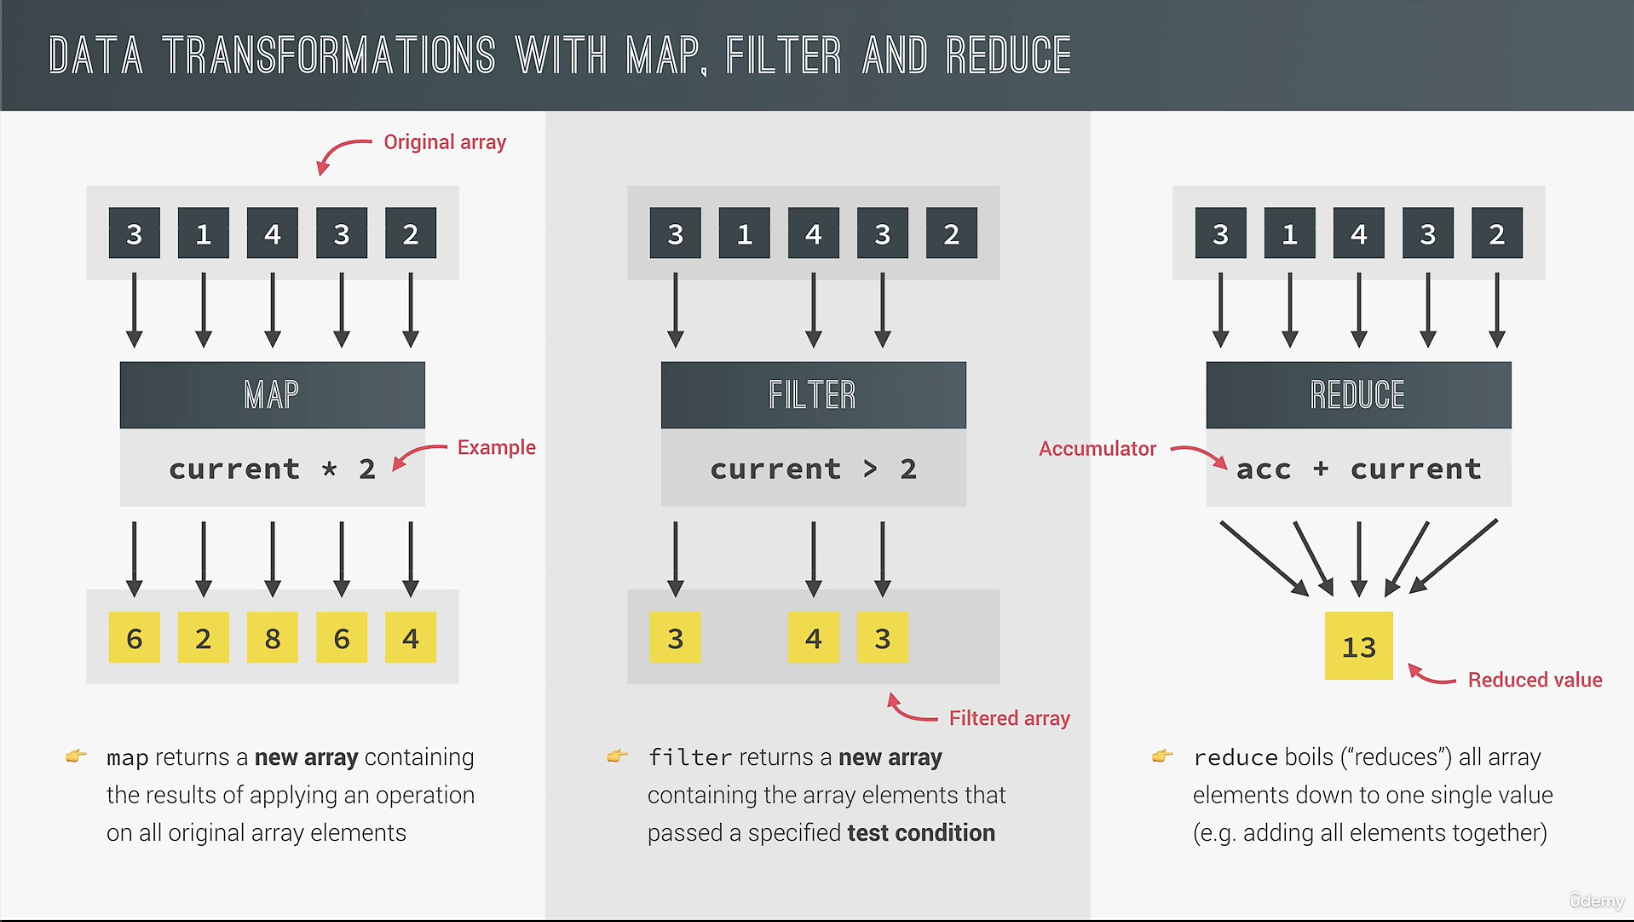 DATA TRANSFORMATIONS WITH MAP, FILTER AND REDUCE
Original array
3 1 4 3 2
MAP
current * 2
Example
6 2 8 6 4
map returns a new array containing
the results of applying an operation
on all original array elements
3 1 4 3 2
FILTER
current > 2
3 4 3
Filtered array
filter returns a new array
containing the array elements that
passed a specified test condition
3 1 4 3 2
REDUCE
Accumulator
acc + current
13
Reduced value
reduce boils (“reduces”) all array
elements down to one single value
(e.g. adding all elements together)
ûdemy